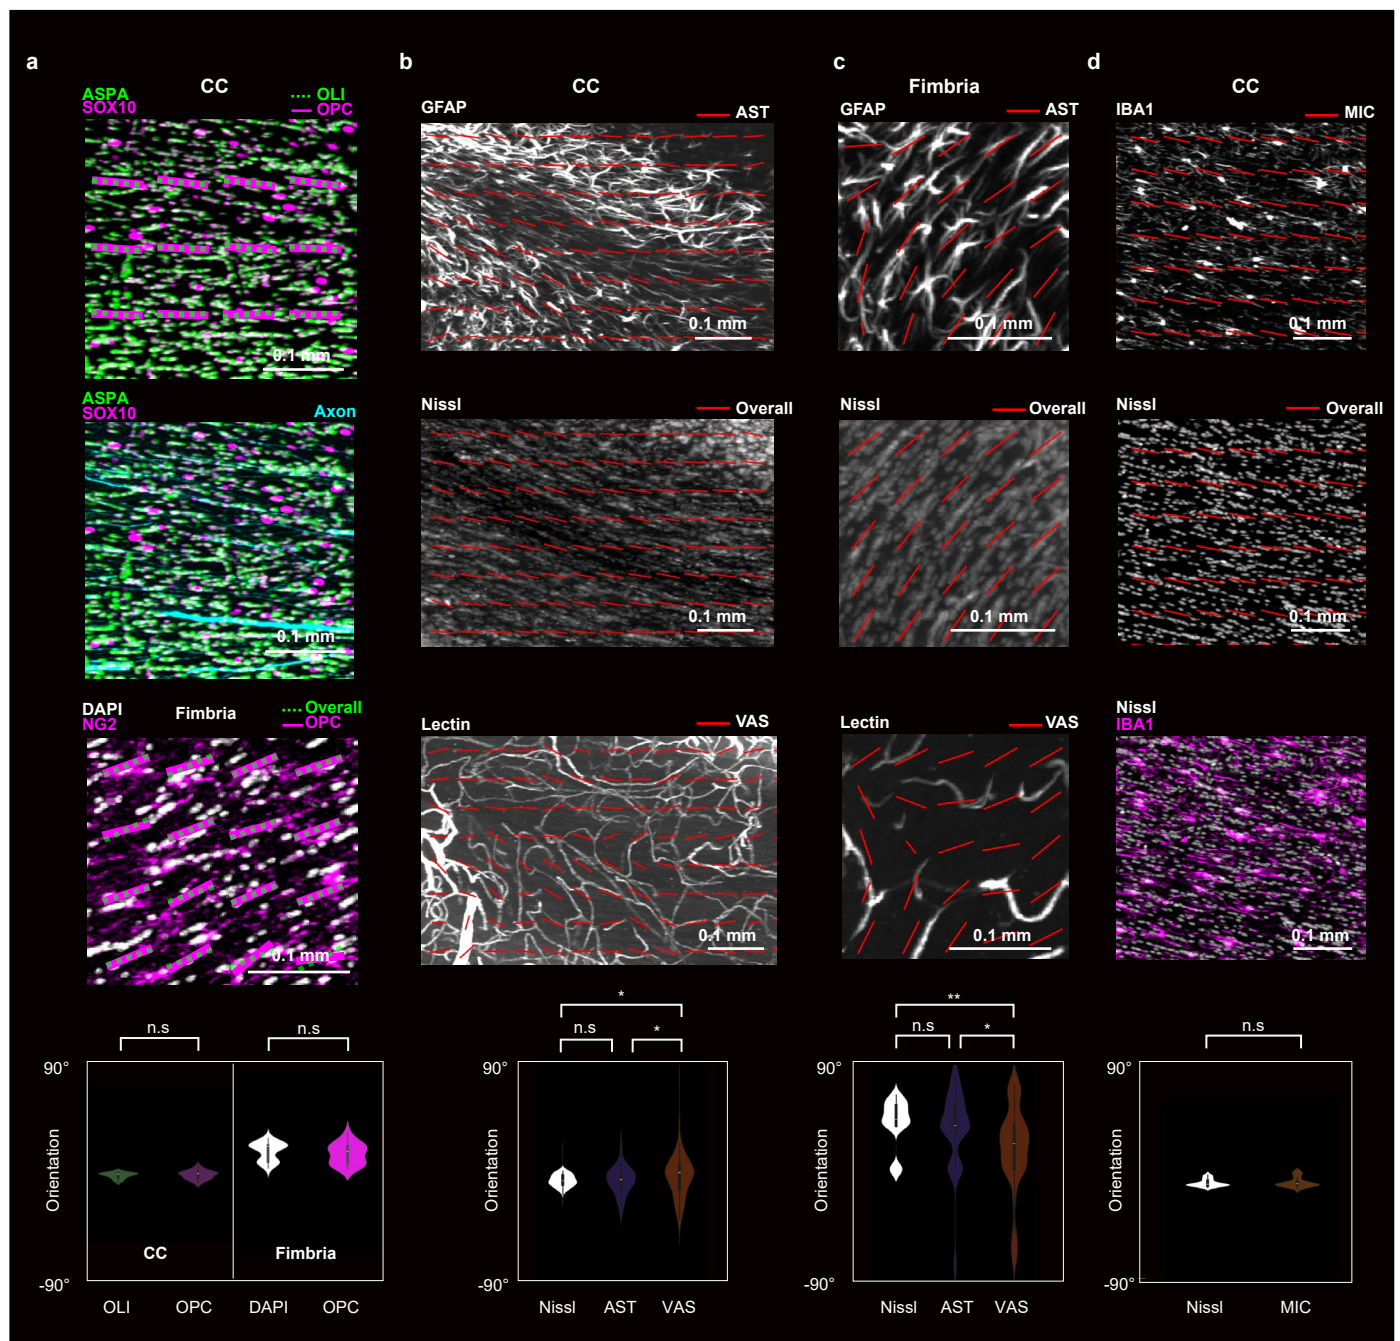 a
CC
ASPA
SOX10
OLI
OPC
0.1 mm
ASPA
SOX10
Axon
0.1 mm
DAPI
NG2
Fimbria
Overall
OPC
0.1 mm
n.s
n.s
90°
Orientation
-90°
CC
Fimbria
OLI
OPC
DAPI
OPC
b
CC
GFAP
AST
0.1 mm
Nissl
Overall
0.1 mm
Lectin
VAS
0.1 mm
*
n.s
*
90°
Orientation
-90°
Nissl
AST
VAS
c
Fimbria
GFAP
AST
0.1 mm
Nissl
Overall
0.1 mm
Lectin
VAS
0.1 mm
**
n.s
*
90°
Orientation
-90°
Nissl
AST
VAS
d
CC
IBA1
MIC
0.1 mm
Nissl
Overall
0.1 mm
Nissl
IBA1
0.1 mm
n.s
90°
Orientation
-90°
Nissl
MIC